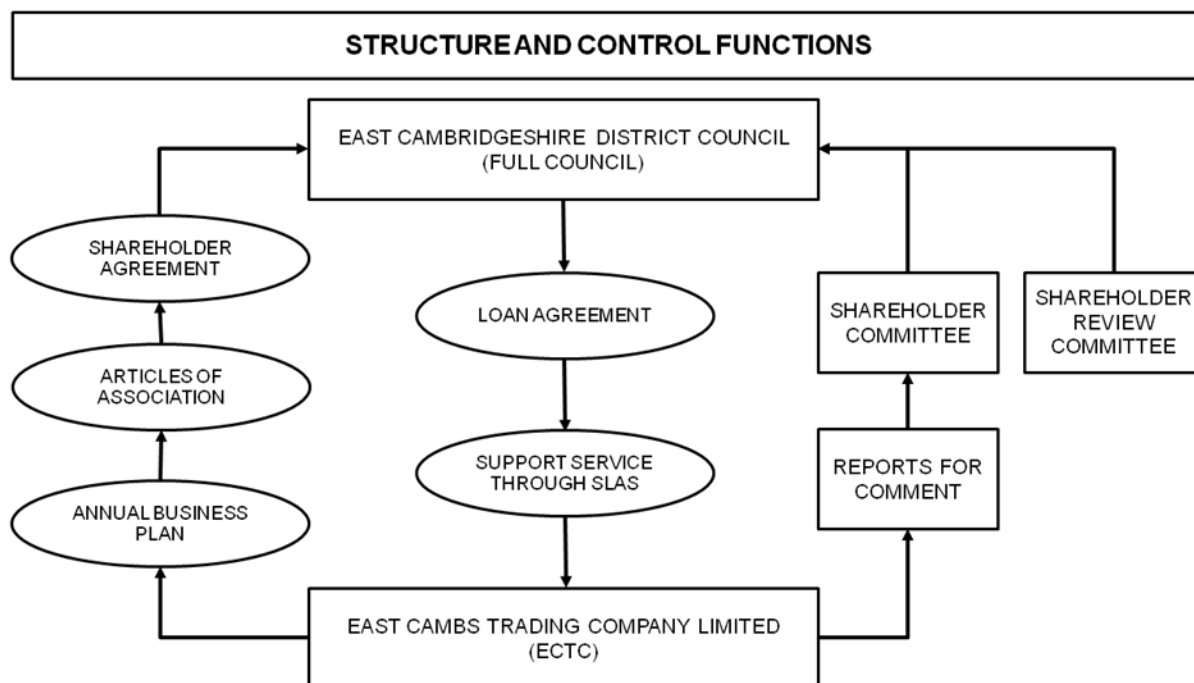 STRUCTURE AND CONTROL FUNCTIONS
EAST CAMBRIDGESHIRE DISTRICT COUNCIL
(FULL COUNCIL)
SHAREHOLDER
AGREEMENT
LOAN AGREEMENT
SHAREHOLDER
COMMITTEE
SHAREHOLDER
REVIEW
COMMITTEE
ARTICLES OF
ASSOCIATION
SUPPORT SERVICE
THROUGH SLAS
REPORTS FOR
COMMENT
ANNUAL BUSINESS
PLAN
EAST CAMBS TRADING COMPANY LIMITED
(ECTC)